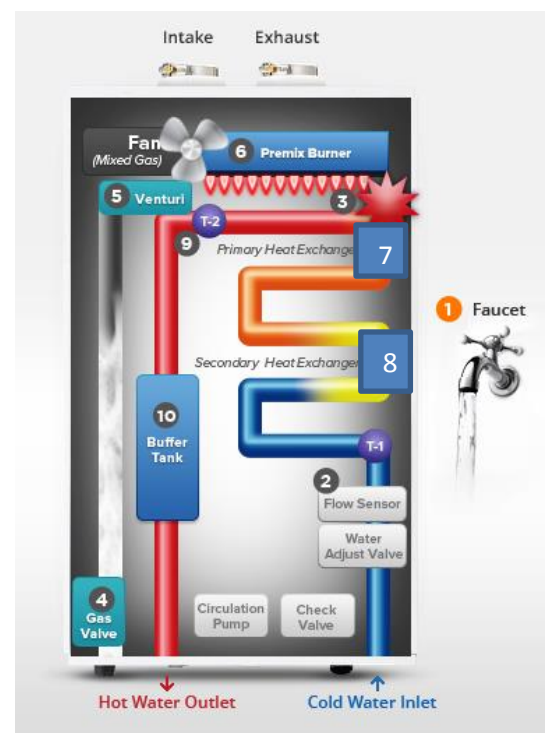 Intake Exhaust
Fan
(Mixed Gas)
6 Premix Burner
5 Venturi
3
T-2
9
Primary Heat Exchange
7
1 Faucet
Secondary Heat Exchanger
8
10
Buffer
Tank
T-1
2
Flow Sensor
Water
Adjust Valve
4
Gas
Valve
Circulation
Pump
Check
Valve
Hot Water Outlet
Cold Water Inlet